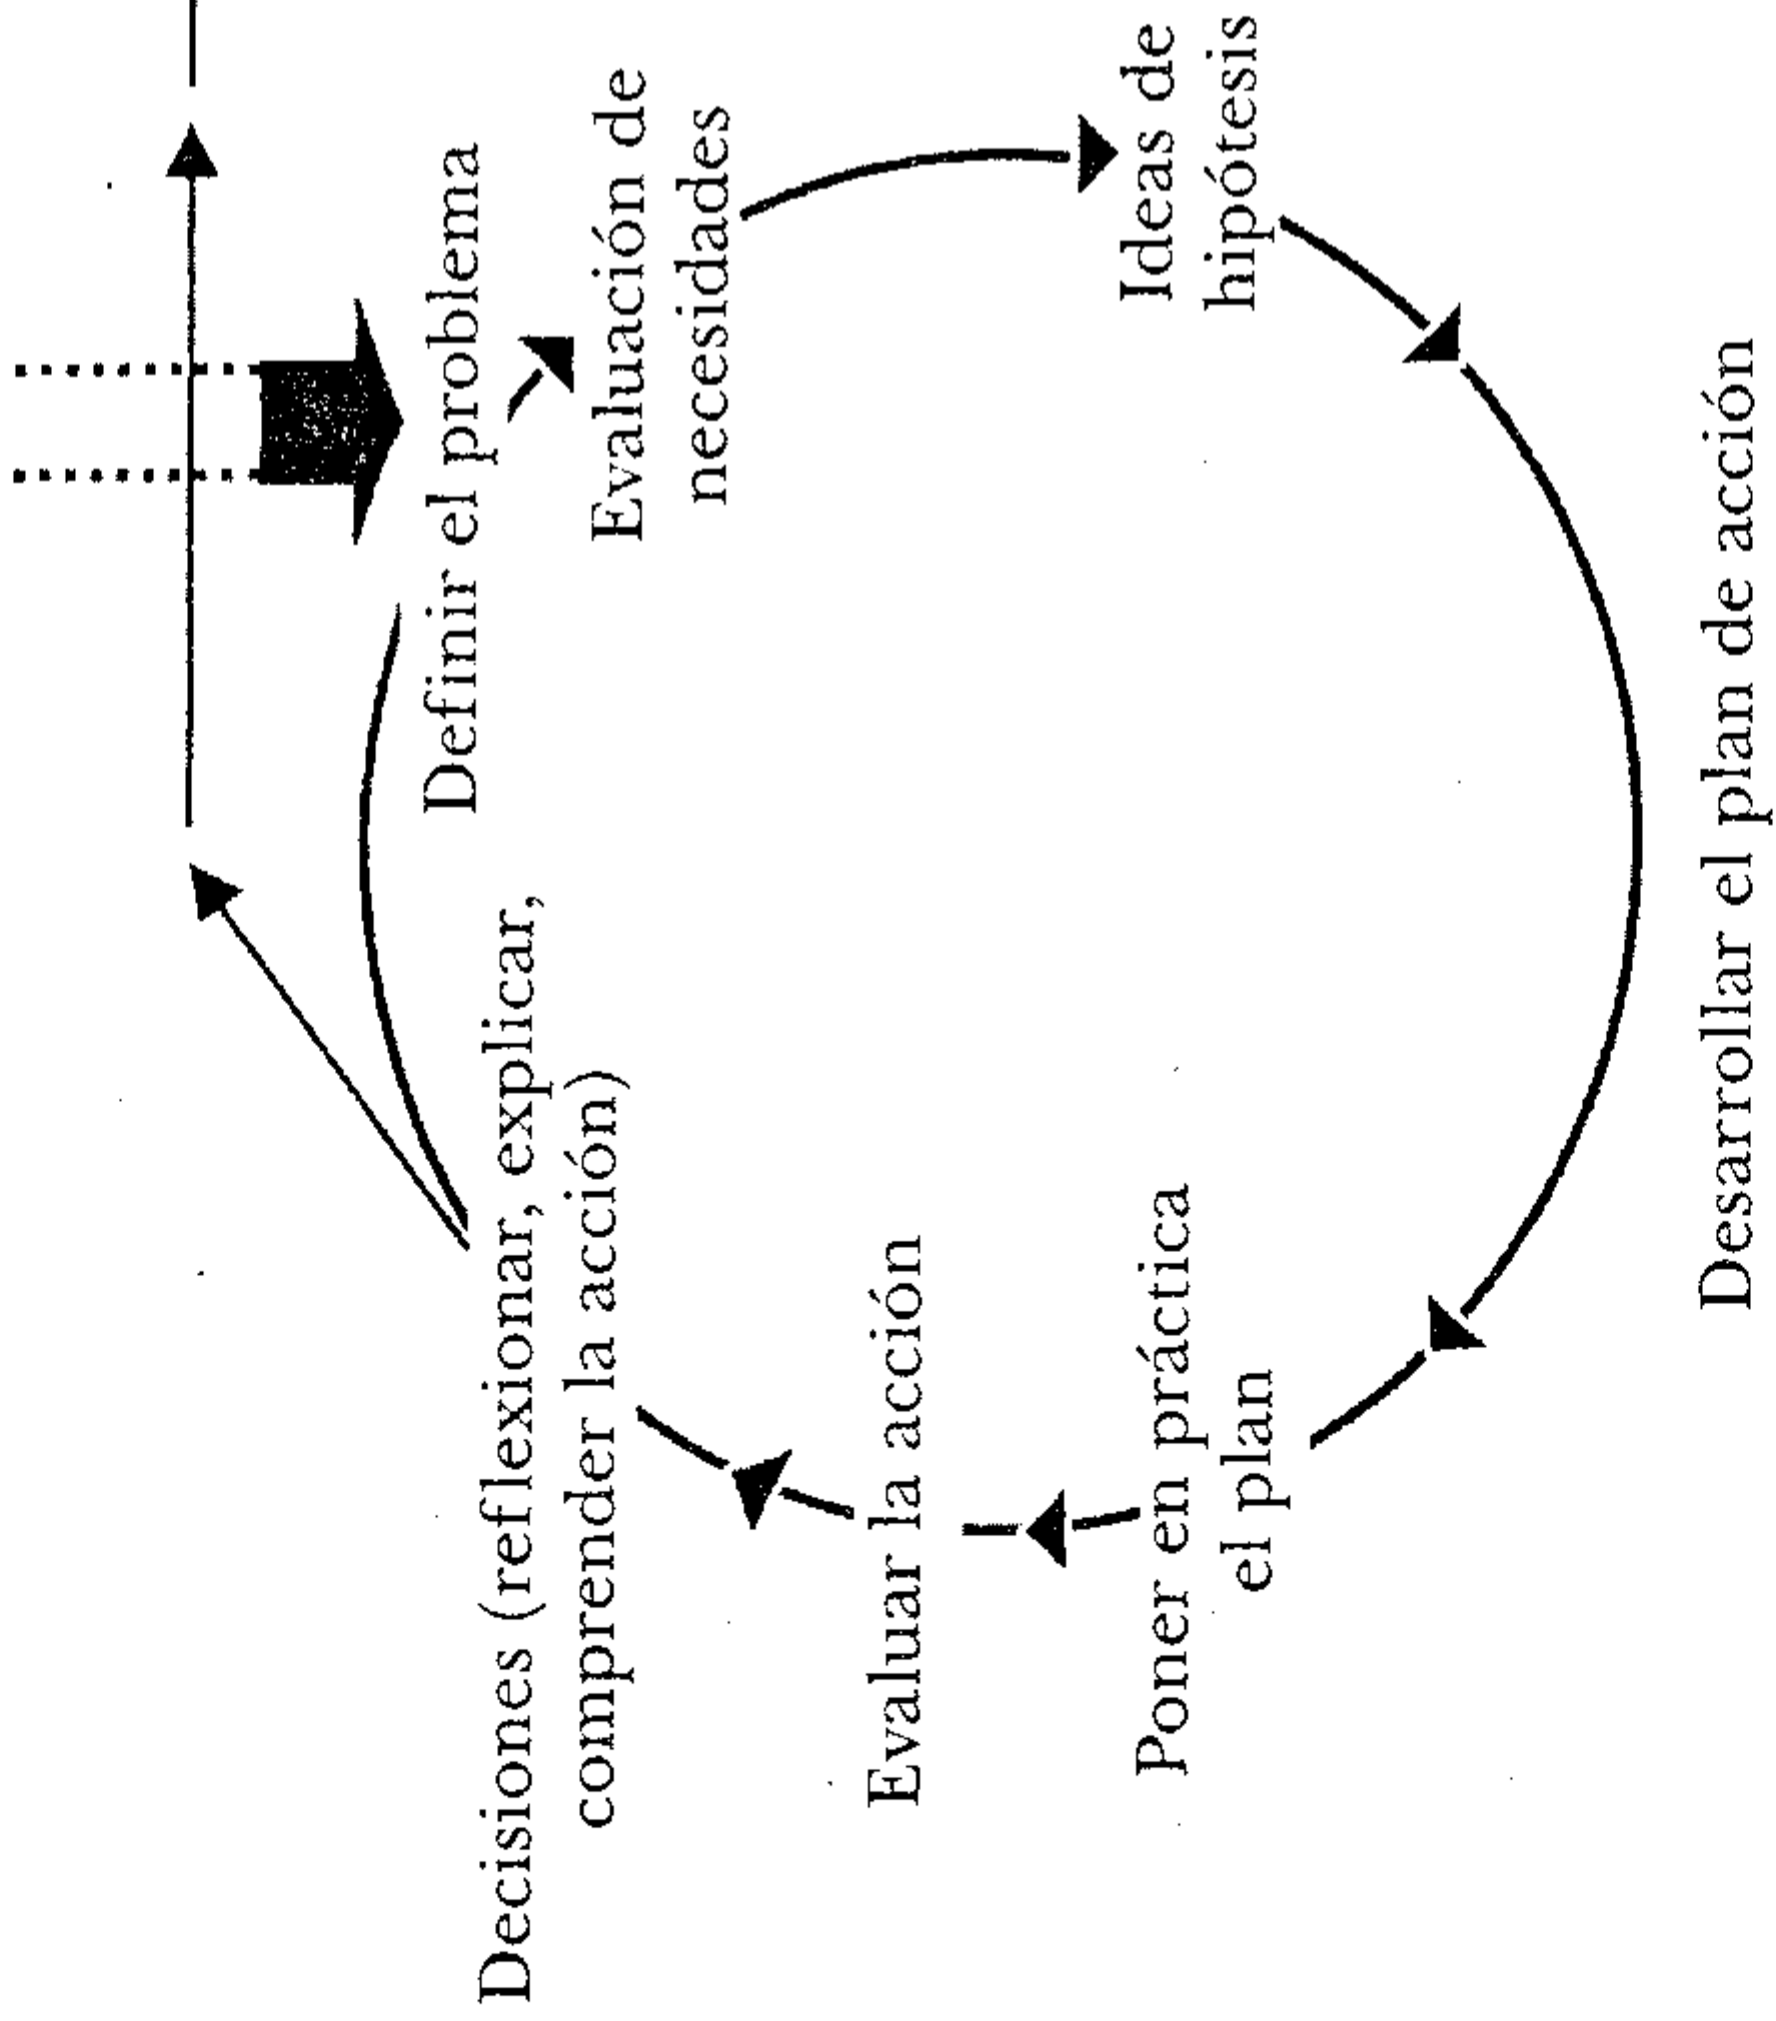 Definir el problema
Evaluación de
necesidades
Ideas de
hipótesis
Desarrollar el plan de acción
Poner en práctica
el plan
Evaluar la acción
Decisiones (reflexionar, explicar,
comprender la acción)